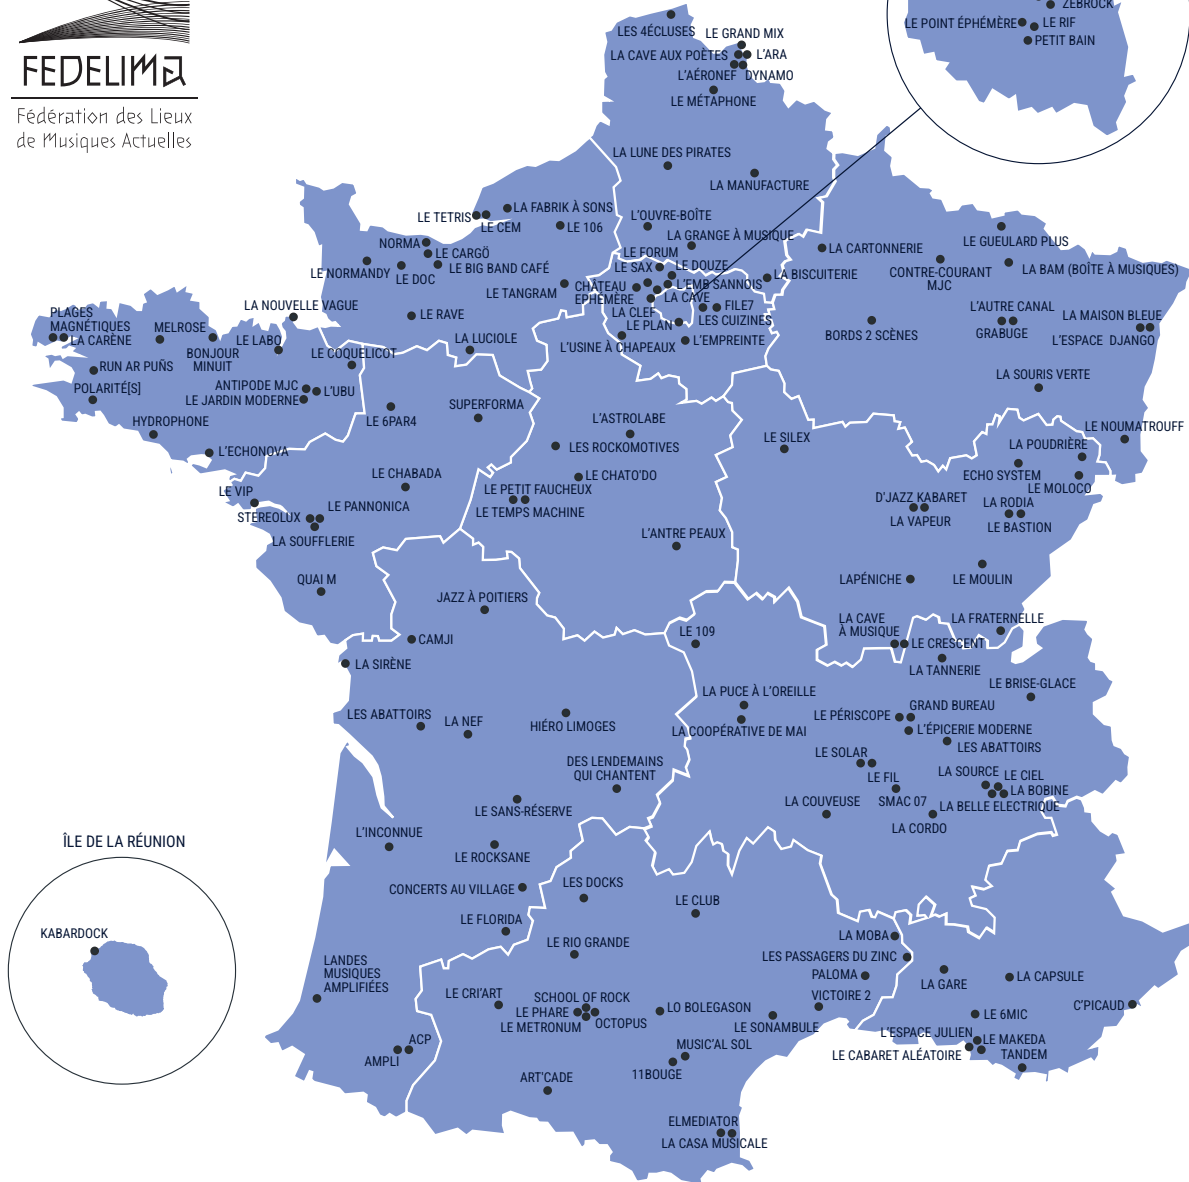 FEDELIMA
Fédération des Lieux
de Musiques Actuelles
ZEBROCK
LE POINT ÉPHÉMÈRE
LE RIF
PETIT BAIN
LES 4ÉCLUSES
LE GRAND MIX
LA CAVE AUX POÈTES
L'ARA
L'AÉRONEF
DYNAMO
LE MÉTAPHONE
LA LUNE DES PIRATES
LA MANUFACTURE
LA FABRIK À SONS
LE TETRIS
LE CEM
LE 106
L'OUVRE-BOÎTE
LA GRANGE À MUSIQUE
NORMA
LE CARGÖ
LE FORUM
LE NORMANDY
LE DOC
LE BIG BAND CAFÉ
LE SAX
LE DOUZE
LE TANGRAM
CHÂTEAU
EPHÉMÈRE
L'EMB SANNOIS
LA CAVE
LA BISCUITERIE
LA CARTONNERIE
LE GUEULARD PLUS
CONTRE-COURANT
MJC
LA BAM (BOÎTE À MUSIQUES)
LA CLEF
FILE7
LE PLAN
LES CUIZINES
L'USINE À CHAPEAUX
L'EMPREINTE
BORDS 2 SCÈNES
L'AUTRE CANAL
GRABUGE
LA MAISON BLEUE
L'ESPACE DJANGO
LA SOURIS VERTE
LE NOUMATROUFF
PLAGES
MAGNÉTIQUES
LA CARÈNE
MELROSE
LA NOUVELLE VAGUE
LE RAVE
BONJOUR
MINUIT
LE LABO
LE COQUELICOT
LA LUCIOLE
RUN AR PUÑS
POLARITÉ[S]
ANTIPODE MJC
L'UBU
LE JARDIN MODERNE
HYDROPHONE
L'ECHONOVA
LE 6PAR4
SUPERFORMA
L'ASTROLABE
LES ROCKOMOTIVES
LE SILEX
LA POUDRIÈRE
ECHO SYSTEM
LE MOLOCO
LE CHABADA
LE CHATO'DO
LE PETIT FAUCHEUX
LE TEMPS MACHINE
LE VIP
STEREOLUX
LE PANNONICA
LA SOUFFLERIE
D'JAZZ KABARET
LA VAPEUR
LA RODIA
LE BASTION
L'ANTRE PEAUX
QUAI M
JAZZ À POITIERS
LAPÉNICHE
LE MOULIN
CAMJI
LE 109
LA CAVE
À MUSIQUE
LE CRESCENT
LA FRATERNELLE
LA TANNERIE
LA SIRÈNE
LE BRISE-GLACE
LES ABATTOIRS
LA NEF
HIÉRO LIMOGES
LA PUCE À L'OREILLE
LA COOPÉRATIVE DE MAI
LE PÉRISCOPE
GRAND BUREAU
L'ÉPICERIE MODERNE
LES ABATTOIRS
DES LENDEMAINS
QUI CHANTENT
LE SOLAR
LE FIL
LA SOURCE
LE CIEL
LA BOBINE
LE SANS-RÉSERVE
LA COUVEUSE
SMAC 07
LA BELLE ELECTRIQUE
LA CORDO
L'INCONNUE
LE ROCKSANE
CONCERTS AU VILLAGE
LES DOCKS
LE CLUB
LE FLORIDA
LE RIO GRANDE
LA MOBA
LES PASSAGERS DU ZINC
PALOMA
LA GARE
LA CAPSULE
ÎLE DE LA RÉUNION
KABARDOCK
LANDES
MUSIQUES
AMPLIFIÉES
LE CRI'ART
SCHOOL OF ROCK
LE PHARE
LE METRONUM
OCTOPUS
LO BOLEGASON
VICTOIRE 2
LE SONAMBULE
C'PICAUD
LE 6MIC
L'ESPACE JULIEN
LE MAKEDA
LE CABARET ALÉATOIRE
TANDEM
ACP
AMPLI
MUSIC'AL SOL
11BOUGE
ART'CADE
ELMEDIATOR
LA CASA MUSICALE